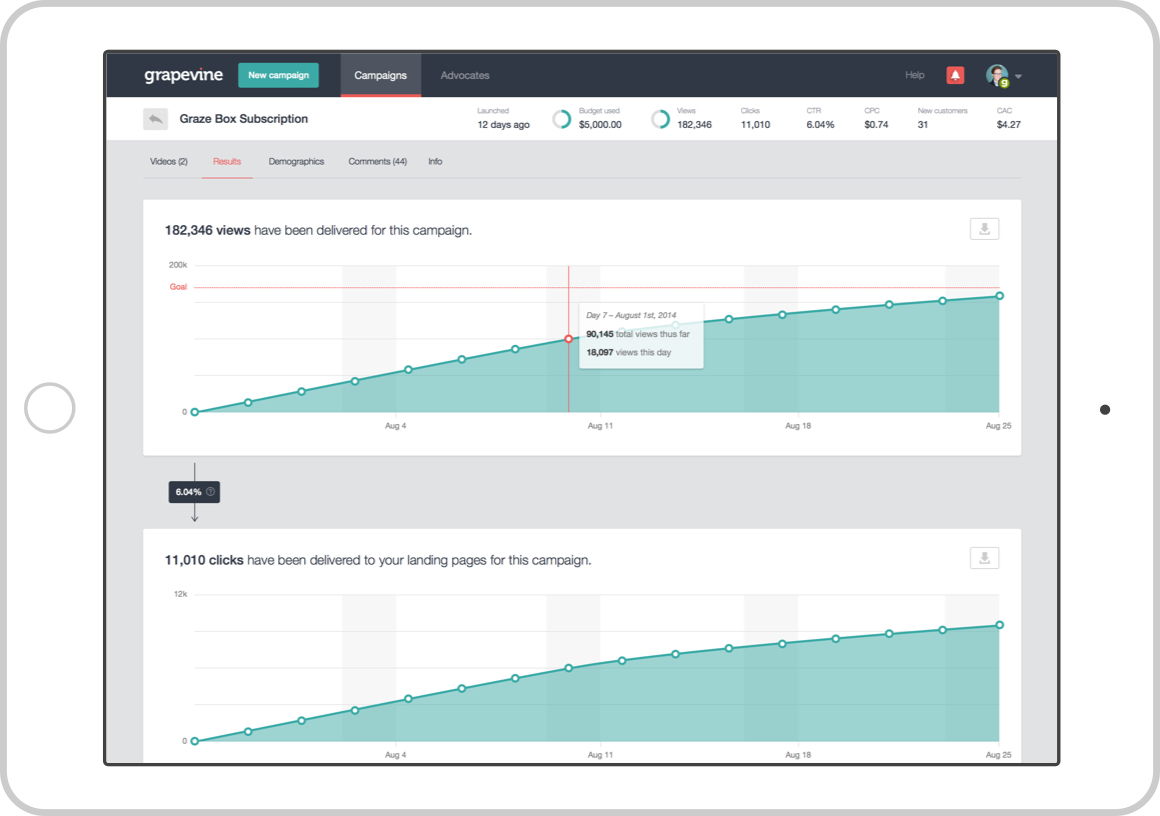 grapevine New campaign Campaigns Advocates Help
g
Graze Box Subscription
Launched Budget used Views Clicks CTR CPC New customers CAC
12 days ago $5,000.00 182,346 11,010 6.04% $0.74 31 $4.27
Videos (2) Results Demographics Comments (44) Info
182,346 views have been delivered for this campaign.
200k
Goal
Day 7 – August 1st, 2014
90,145 total views thus far
18,097 views this day
0
Aug 4 Aug 11 Aug 18 Aug 25
6.04% ?
11,010 clicks have been delivered to your landing pages for this campaign.
12k
0
Aug 4 Aug 11 Aug 18 Aug 25